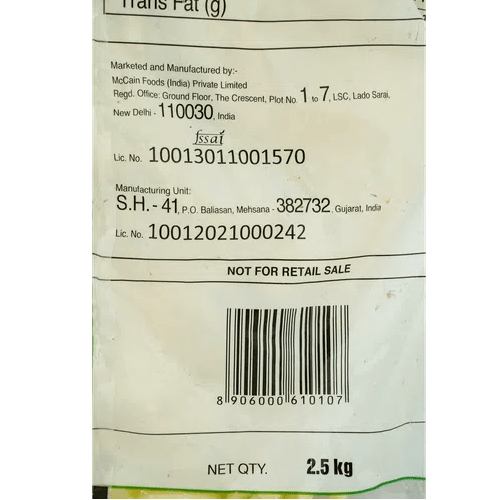 Trans Fat (g)
Marketed and Manufactured by:-
McCain Foods (India) Private Limited
Regd. Office: Ground Floor, The Crescent, Plot No. 1 to 7, LSC, Lado Sarai,
New Delhi - 110030, India
fssai
Lic. No. 10013011001570
Manufacturing Unit:
S.H.- 41, P.O. Baliasan, Mehsana - 382732, Gujarat, India
Lic. No. 10012021000242
NOT FOR RETAIL SALE
8 906000 610107
NET QTY. 2.5 kg